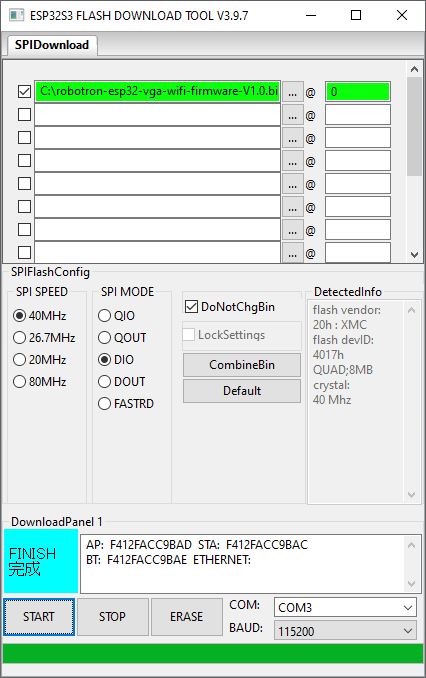 ESP32S3 FLASH DOWNLOAD TOOL V3.9.7
SPIDownload
C:\robotron-esp32-vga-wifi-firmware-V1.0.bi ... @ 0
... @
... @
... @
... @
... @
... @
... @
SPIFlashConfig
SPI SPEED
40MHz
26.7MHz
20MHz
80MHz
SPI MODE
QIO
QOUT
DIO
DOUT
FASTRD
DoNotChgBin
LockSettings
CombineBin
Default
DetectedInfo
flash vendor:
20h : XMC
flash devID:
4017h
QUAD;8MB
crystal:
40 Mhz
DownloadPanel 1
FINISH
完成
AP: F412FACC9BAD STA: F412FACC9BAC
BT: F412FACC9BAE ETHERNET:
START
STOP
ERASE
COM: COM3
BAUD: 115200